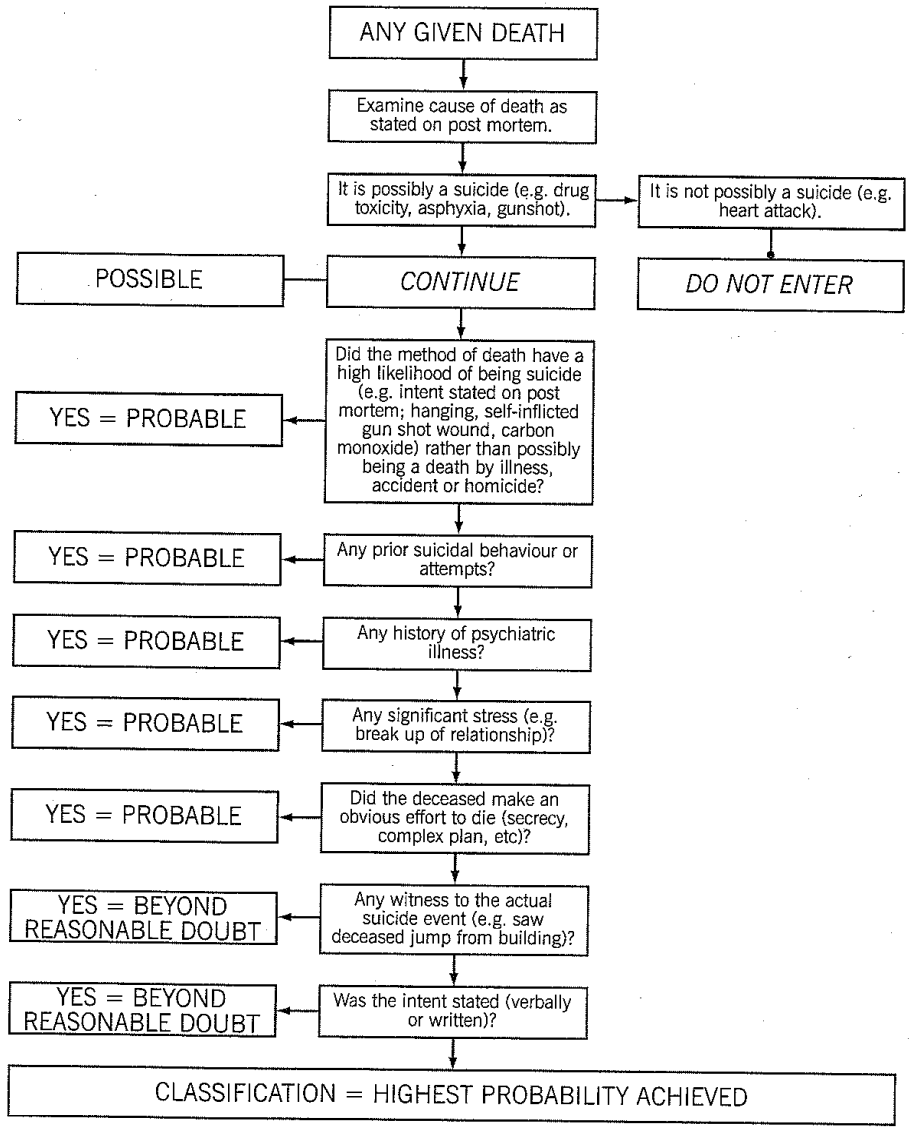 ANY GIVEN DEATH
Examine cause of death as
stated on post mortem.
It is possibly a suicide (e.g. drug
toxicity, asphyxia, gunshot).
It is not possibly a suicide (e.g.
heart attack).
POSSIBLE
CONTINUE
DO NOT ENTER
Did the method of death have a
high likelihood of being suicide
(e.g. intent stated on post
mortem; hanging, self-inflicted
gun shot wound, carbon
monoxide) rather than possibly
being a death by illness,
accident or homicide?
YES = PROBABLE
Any prior suicidal behaviour or
attempts?
YES = PROBABLE
Any history of psychiatric
illness?
YES = PROBABLE
Any significant stress (e.g.
break up of relationship)?
YES = PROBABLE
Did the deceased make an
obvious effort to die (secrecy,
complex plan, etc)?
YES = PROBABLE
Any witness to the actual
suicide event (e.g. saw
deceased jump from building)?
YES = BEYOND
REASONABLE DOUBT
Was the intent stated (verbally
or written)?
YES = BEYOND
REASONABLE DOUBT
CLASSIFICATION = HIGHEST PROBABILITY ACHIEVED